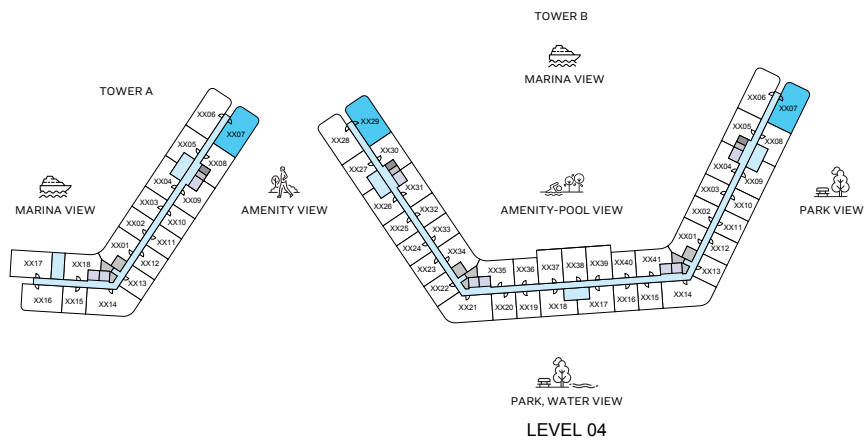 TOWER B
MARINA VIEW
TOWER A
XX06
XX07
XX05
XX08
XX04
XX09
XX03
XX10
XX02
XX11
XX01
XX12
XX18
XX13
XX17
XX16
XX15
XX14
MARINA VIEW
AMENITY VIEW
XX29
XX28
XX30
XX27
XX31
XX26
XX32
XX25
XX33
XX24
XX34
XX23
XX22
XX21
XX35
XX36
XX37
XX38
XX39
XX40
XX41
XX20
XX19
XX18
XX17
XX16
XX15
XX14
AMENITY-POOL VIEW
XX06
XX07
XX05
XX08
XX04
XX09
XX03
XX10
XX02
XX11
XX01
XX12
XX13
PARK VIEW
PARK, WATER VIEW
LEVEL 04